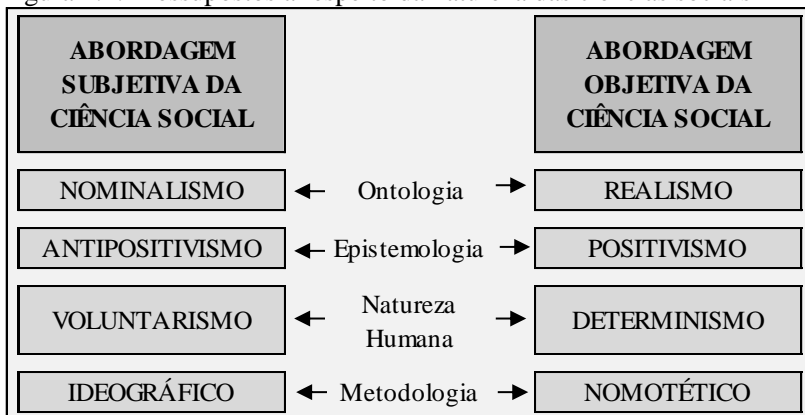 ABORDAGEM
SUBJETIVA DA
CIÊNCIA SOCIAL
ABORDAGEM
OBJETIVA DA
CIÊNCIA SOCIAL
NOMINALISMO Ontologia REALISMO
ANTIPOSITIVISMO Epistemologia POSITIVISMO
VOLUNTARISMO Natureza Humana DETERMINISMO
IDEOGRÁFICO Metodologia NOMOTÉTICO